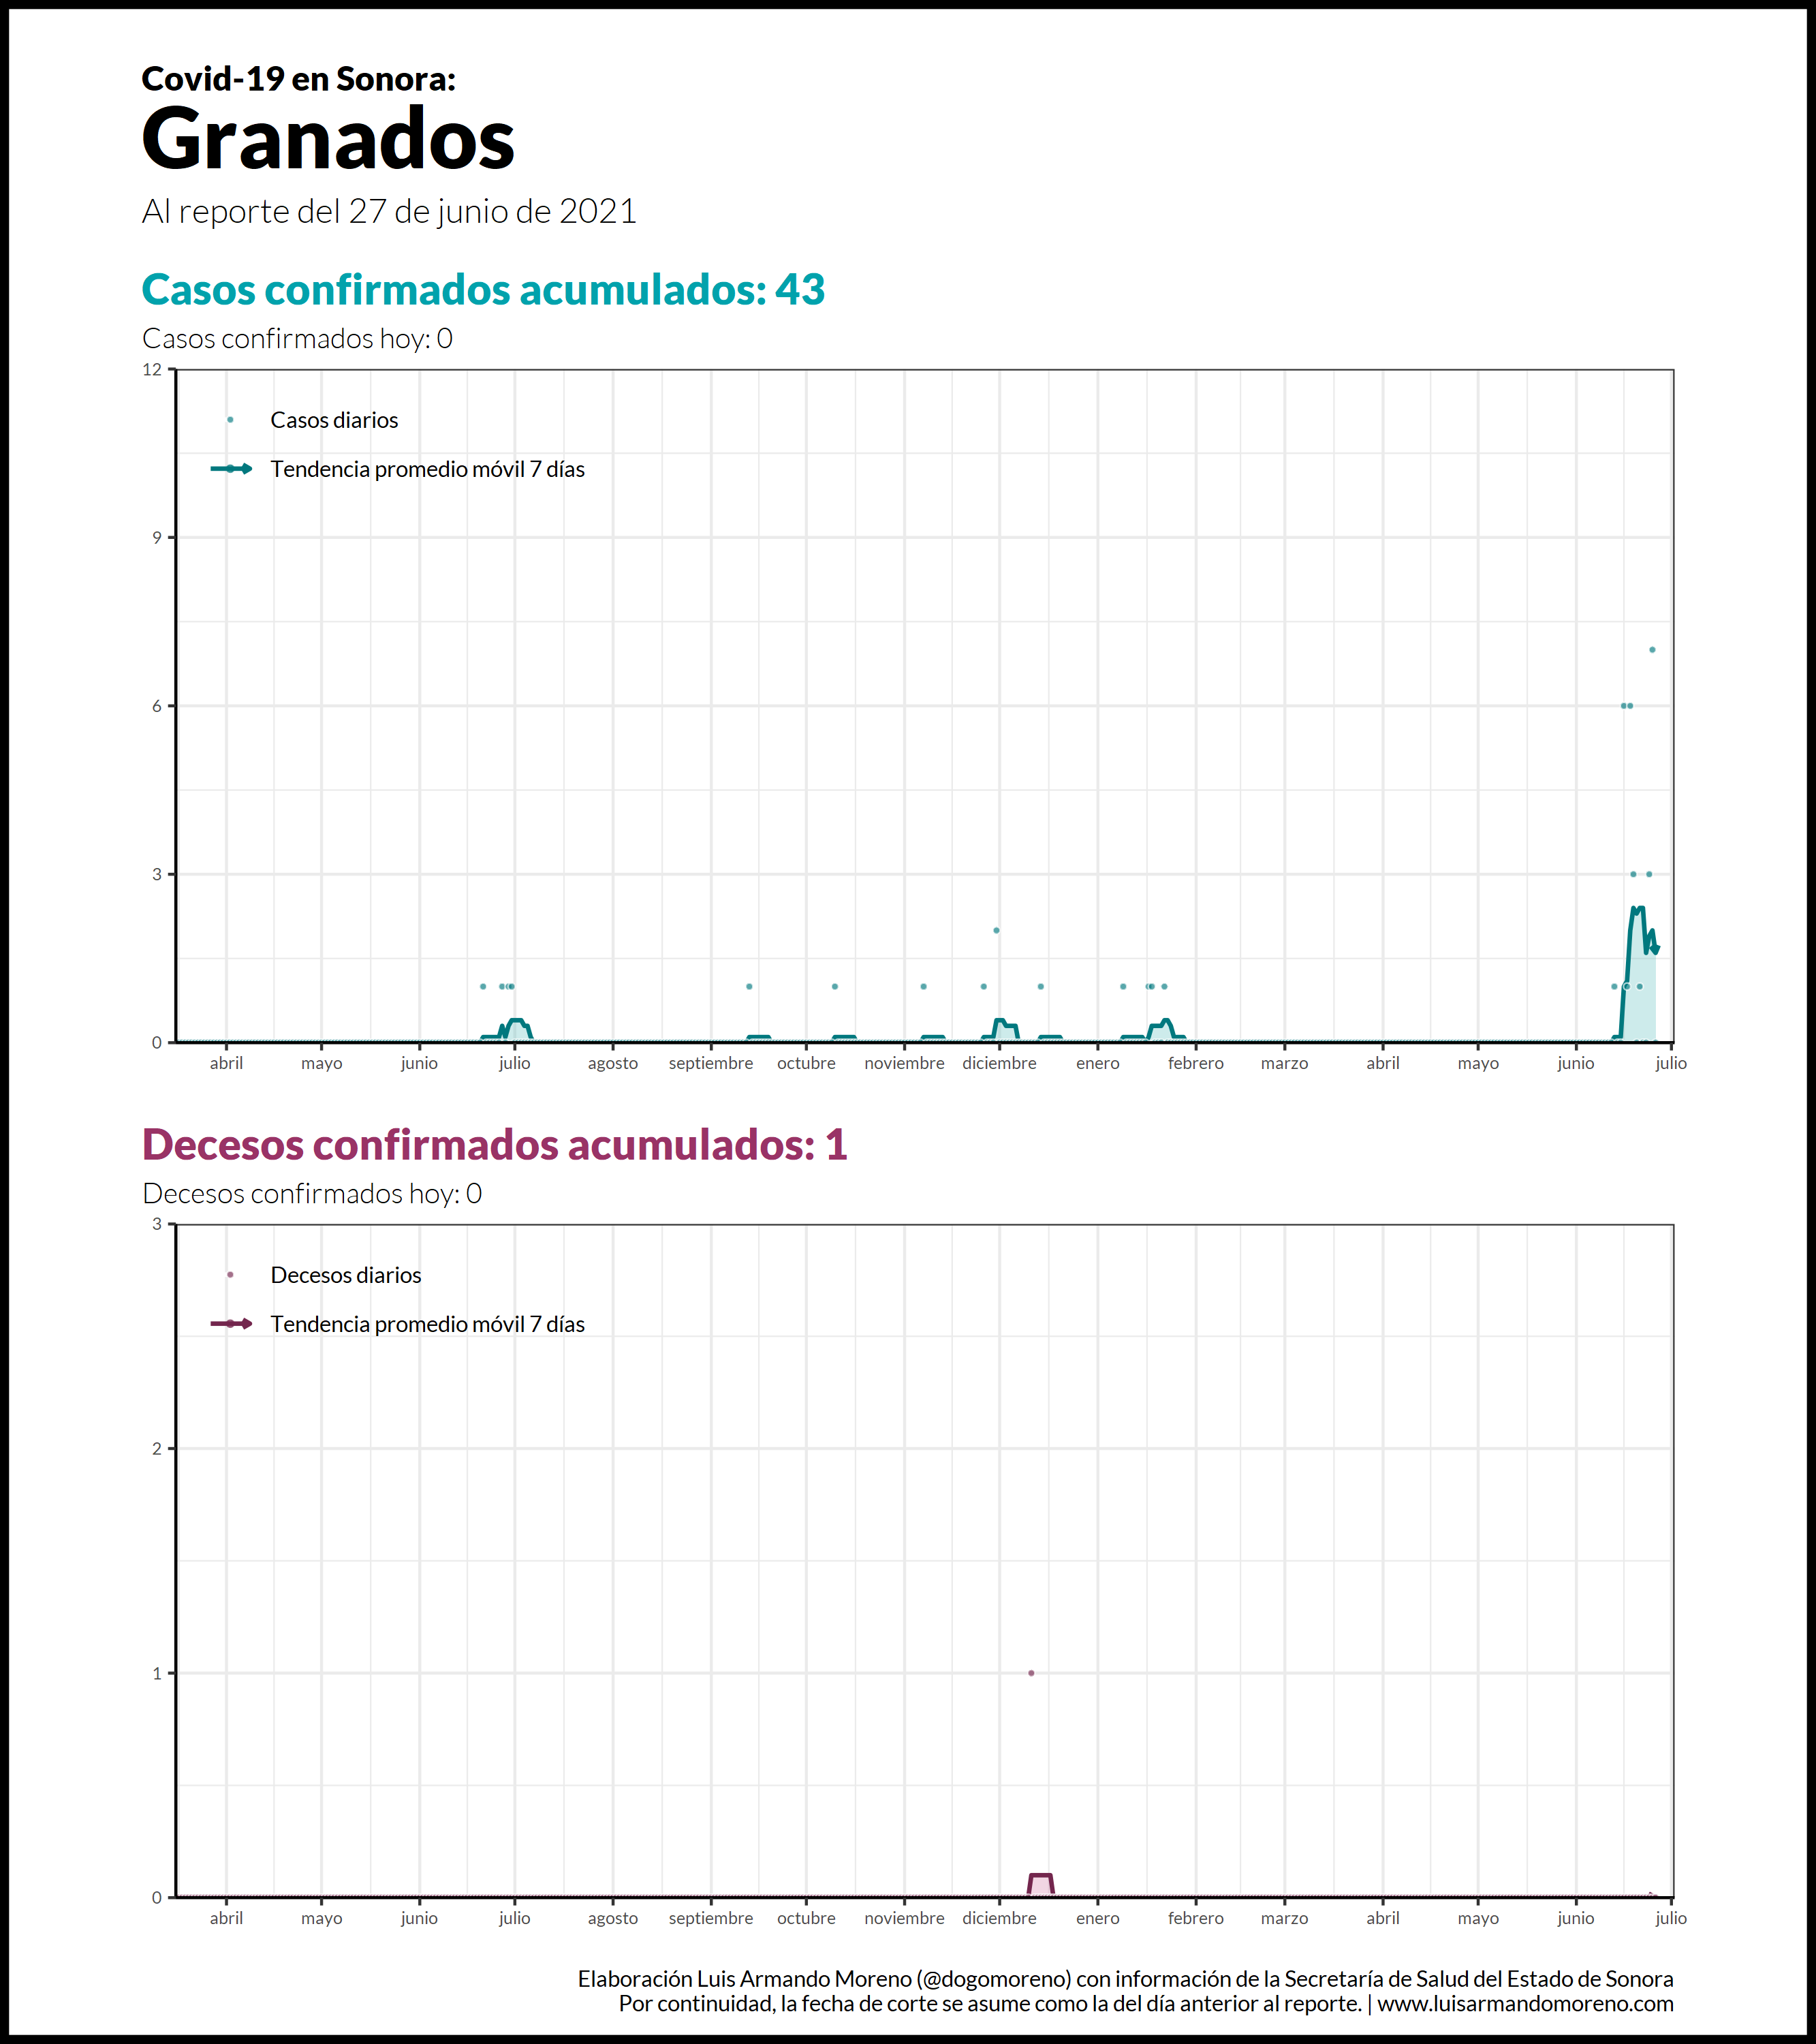 Covid-19 en Sonora:
Granados
Al reporte del 27 de junio de 2021
Casos confirmados acumulados: 43
Casos confirmados hoy: 0
12
9
6
3
0
Casos diarios
Tendencia promedio móvil 7 días
abril mayo junio julio agosto septiembre octubre noviembre diciembre enero febrero marzo abril mayo junio julio
Decesos confirmados acumulados: 1
Decesos confirmados hoy: 0
3
2
1
0
Decesos diarios
Tendencia promedio móvil 7 días
abril mayo junio julio agosto septiembre octubre noviembre diciembre enero febrero marzo abril mayo junio julio
Elaboración Luis Armando Moreno (@dogomoreno) con información de la Secretaría de Salud del Estado de Sonora
Por continuidad, la fecha de corte se asume como la del día anterior al reporte. | www.luisarmandomoreno.com